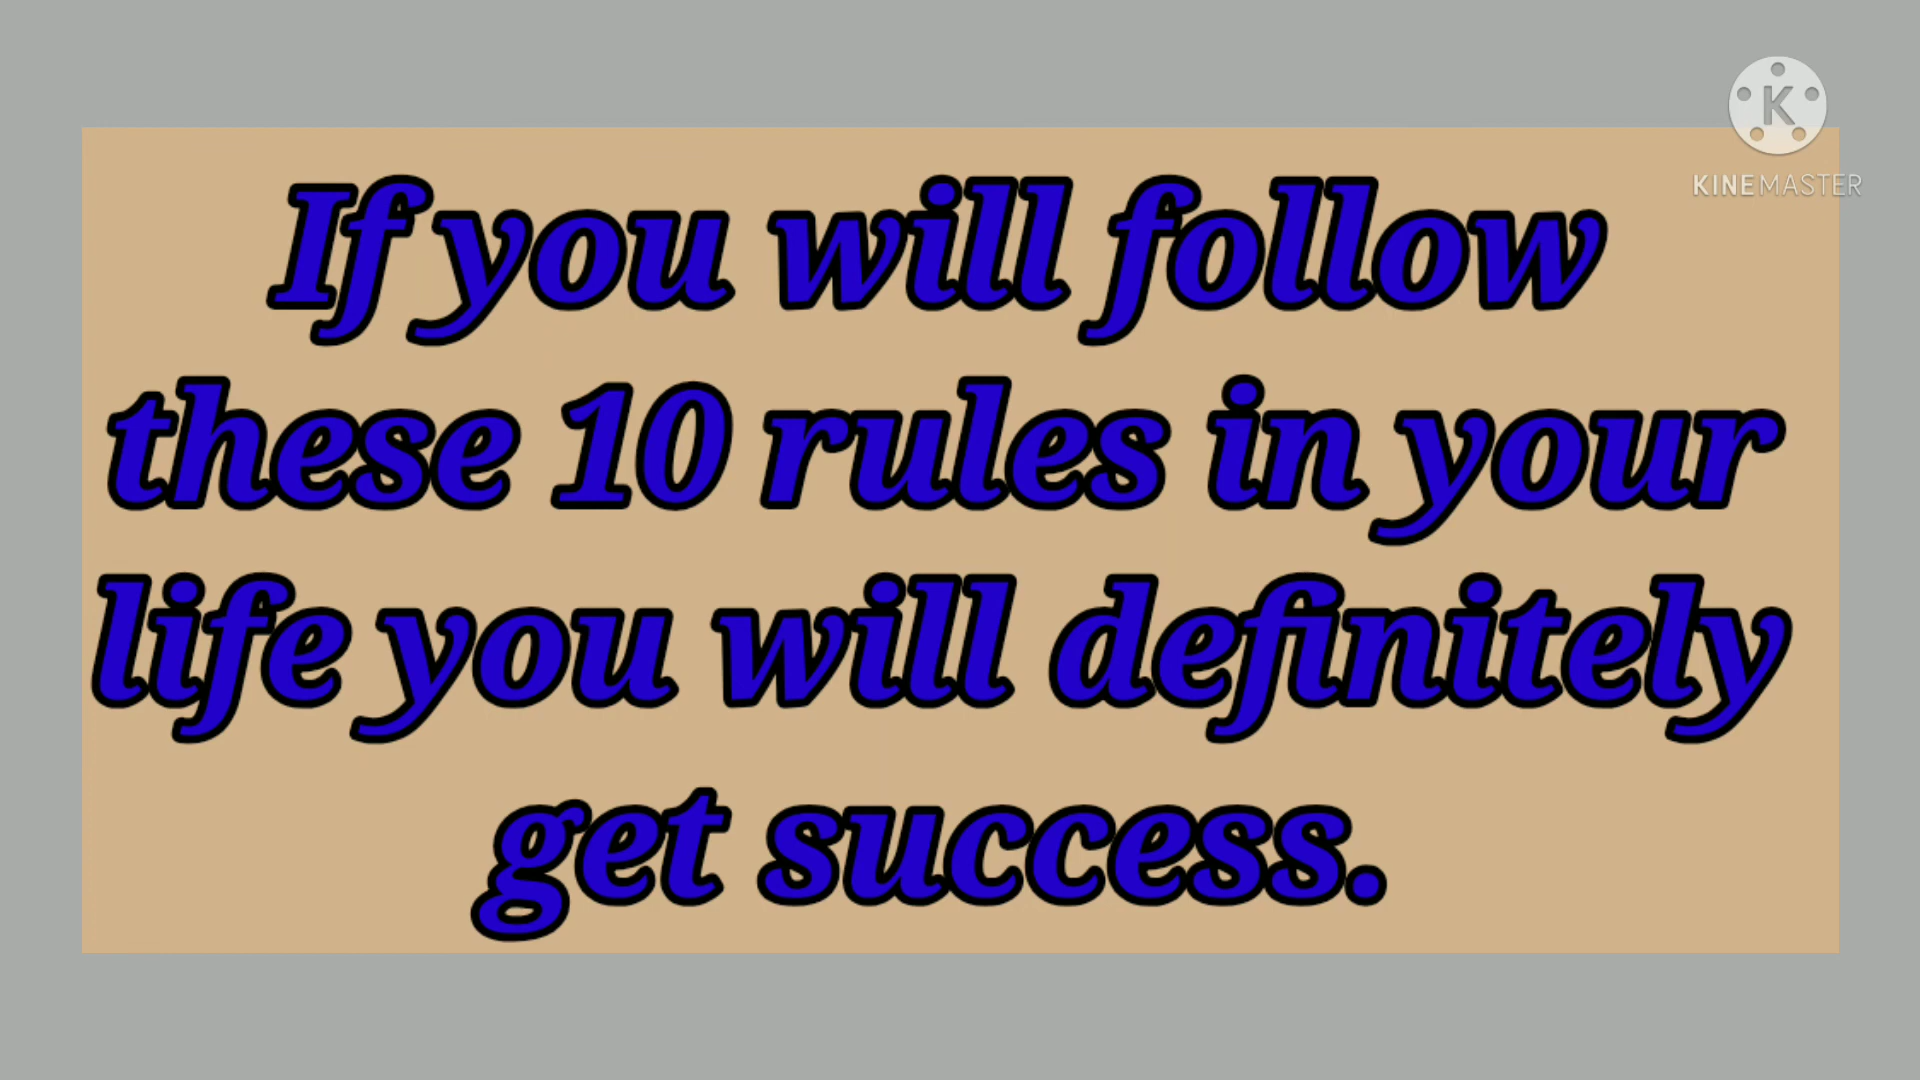 K
KINEMASTER
If you will follow
these 10 rules in your
life you will definitely
get success.